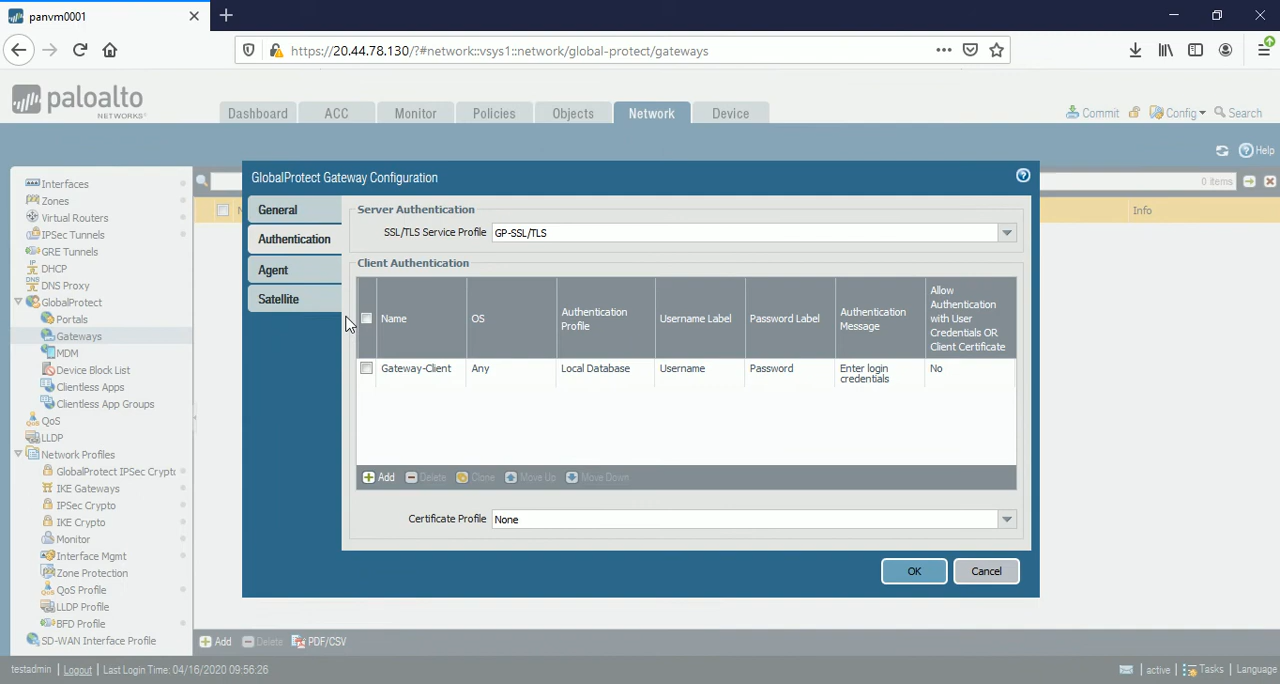 panvm0001
https://20.44.78.130/?#network::vsys1::network/global-protect/gateways
paloalto
NETWORKS
Dashboard
ACC
Monitor
Policies
Objects
Network
Device
Commit
Config
Search
Help
Interfaces
Zones
Virtual Routers
IPSec Tunnels
GRE Tunnels
DHCP
DNS Proxy
GlobalProtect
Portals
Gateways
MDM
Device Block List
Clientless Apps
Clientless App Groups
QoS
LLDP
Network Profiles
GlobalProtect IPSec Crypto
IKE Gateways
IPSec Crypto
IKE Crypto
Monitor
Interface Mgmt
Zone Protection
QoS Profile
LLDP Profile
BFD Profile
SD-WAN Interface Profile
0 items
Info
GlobalProtect Gateway Configuration
General
Authentication
Agent
Satellite
Server Authentication
SSL/TLS Service Profile GP-SSL/TLS
Client Authentication
Name
OS
Authentication
Profile
Username Label
Password Label
Authentication
Message
Allow
Authentication
with User
Credentials OR
Client Certificate
Gateway-Client
Any
Local Database
Username
Password
Enter login
credentials
No
Add Delete Clone Move Up Move Down
Certificate Profile None
OK
Cancel
Add Delete PDF/CSV
testadmin | Logout | Last Login Time: 04/16/2020 09:56:26
active | Tasks | Language